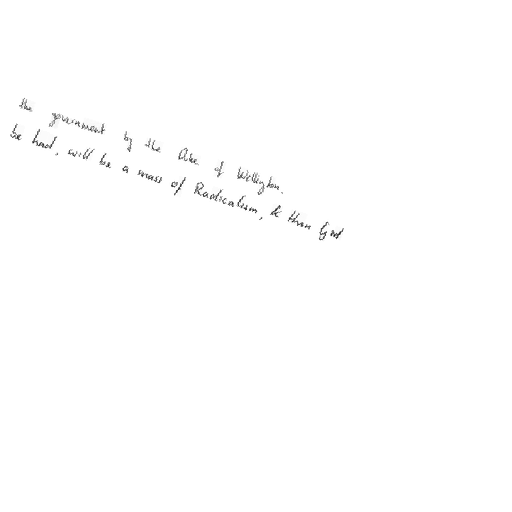 the government by the Duke of Wellington.
be had, will be a mass of Radicalism, & then God